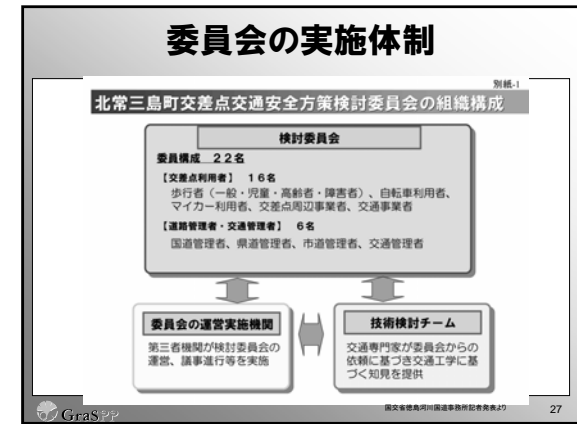 委員会の実施体制
別紙-1
北常三島町交差点交通安全方策検討委員会の組織構成
検討委員会
委員構成 22名
【交差点利用者】 16名
歩行者（一般・児童・高齢者・障害者）、自転車利用者、
マイカー利用者、交差点周辺事業者、交通事業者
【道路管理者・交通管理者】 6名
国道管理者、県道管理者、市道管理者、交通管理者
委員会の運営実施機関
第三者機関が検討委員会の
運営、議事進行等を実施
技術検討チーム
交通専門家が委員会からの
依頼に基づき交通工学に基
づく知見を提供
国交省徳島河川国道事務所記者発表より
GraSPP
27